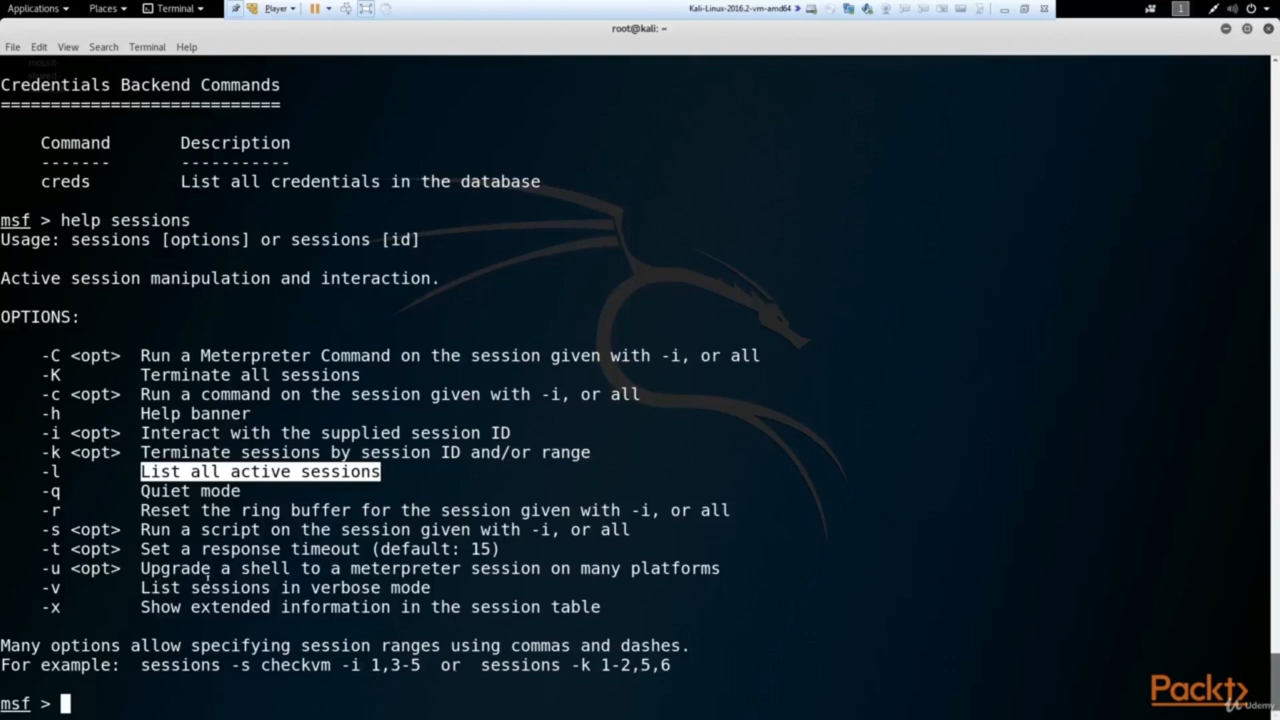 Applications Places Terminal Player Kali-Linux-2016.2-vm-amd64 1
root@kali: ~
File Edit View Search Terminal Help
Credentials Backend Commands
============================
Command Description
------- -----------
creds List all credentials in the database
msf > help sessions
Usage: sessions [options] or sessions [id]
Active session manipulation and interaction.
OPTIONS:
-C <opt> Run a Meterpreter Command on the session given with -i, or all
-K Terminate all sessions
-c <opt> Run a command on the session given with -i, or all
-h Help banner
-i <opt> Interact with the supplied session ID
-k <opt> Terminate sessions by session ID and/or range
-l List all active sessions
-q Quiet mode
-r Reset the ring buffer for the session given with -i, or all
-s <opt> Run a script on the session given with -i, or all
-t <opt> Set a response timeout (default: 15)
-u <opt> Upgrade a shell to a meterpreter session on many platforms
-v List sessions in verbose mode
-x Show extended information in the session table
Many options allow specifying session ranges using commas and dashes.
For example: sessions -s checkvm -i 1,3-5 or sessions -k 1-2,5,6
msf >
Packt>
Udemy